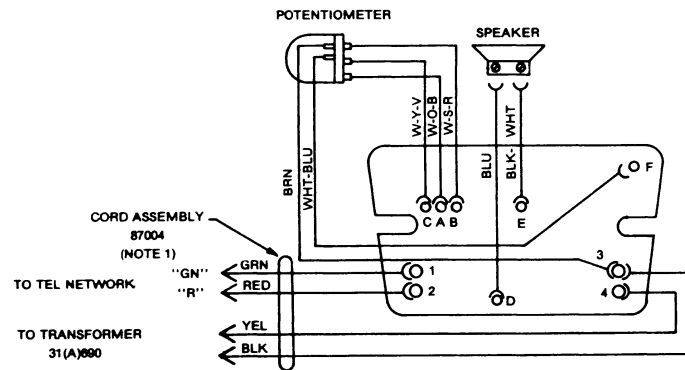 POTENTIOMETER
SPEAKER
W-Y-V
W-O-B
W-S-R
BLU
BLK-
WHT
BRN
WHT-BLU
F
C A B
E
CORD ASSEMBLY
87004
(NOTE 1)
3
"GN"
GRN
1
TO TEL NETWORK
"R"
RED
2
D
4
YEL
TO TRANSFORMER
31(A)690
BLK